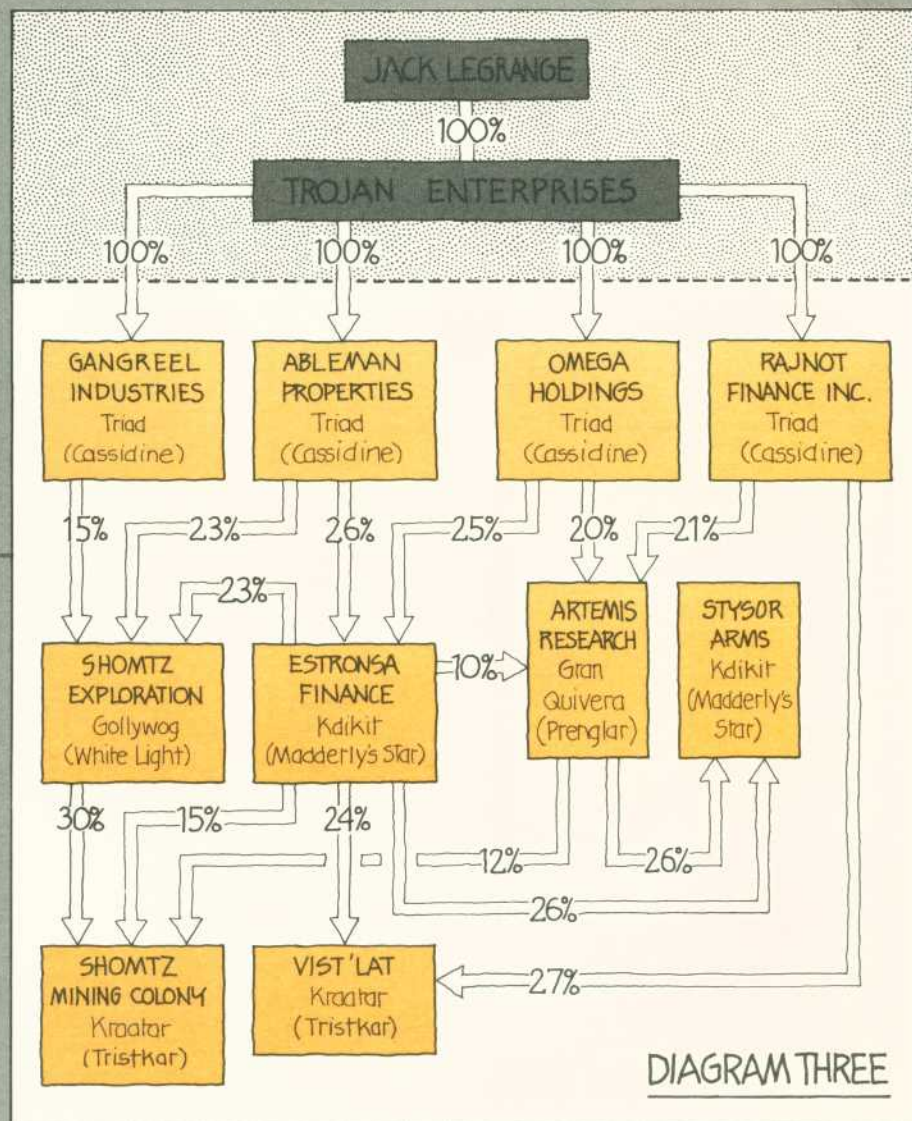 JACK LEGRANGE
100%
TROJAN ENTERPRISES
100%
100%
100%
100%
GANGREEL
INDUSTRIES
Triad
(Cassidine)
ABLEMAN
PROPERTIES
Triad
(Cassidine)
OMEGA
HOLDINGS
Triad
(Cassidine)
RAJNOT
FINANCE INC.
Triad
(Cassidine)
15%
23%
26%
25%
20%
21%
23%
SHOMTZ
EXPLORATION
Gollywog
(White Light)
ESTRONSA
FINANCE
Kdikit
(Madderly's Star)
10%
ARTEMIS
RESEARCH
Gran
Quivera
(Prenglar)
STYSOR
ARMS
Kdikit
(Madderly's
Star)
30%
15%
24%
12%
26%
26%
SHOMTZ
MINING COLONY
Kraatar
(Tristkar)
VIST'LAT
Kraatar
(Tristkar)
27%
DIAGRAM THREE